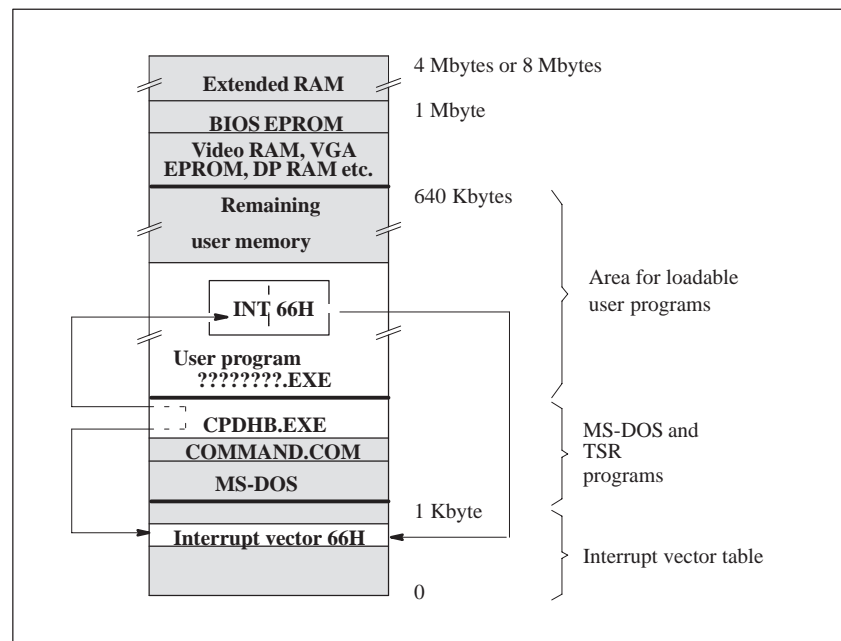 4 Mbytes or 8 Mbytes
Extended RAM
1 Mbyte
BIOS EPROM
Video RAM, VGA
EPROM, DP RAM etc.
640 Kbytes
Remaining
user memory
Area for loadable
user programs
INT 66H
User program
????????.EXE
CPDHB.EXE
MS-DOS and
TSR
programs
COMMAND.COM
MS-DOS
1 Kbyte
Interrupt vector 66H
Interrupt vector table
0